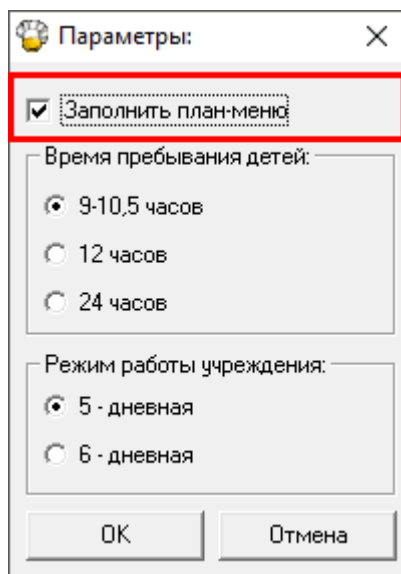 Параметры:
Заполнить план-меню
Время пребывания детей:
9-10,5 часов
12 часов
24 часов
Режим работы учреждения:
5 - дневная
6 - дневная
OK Отмена